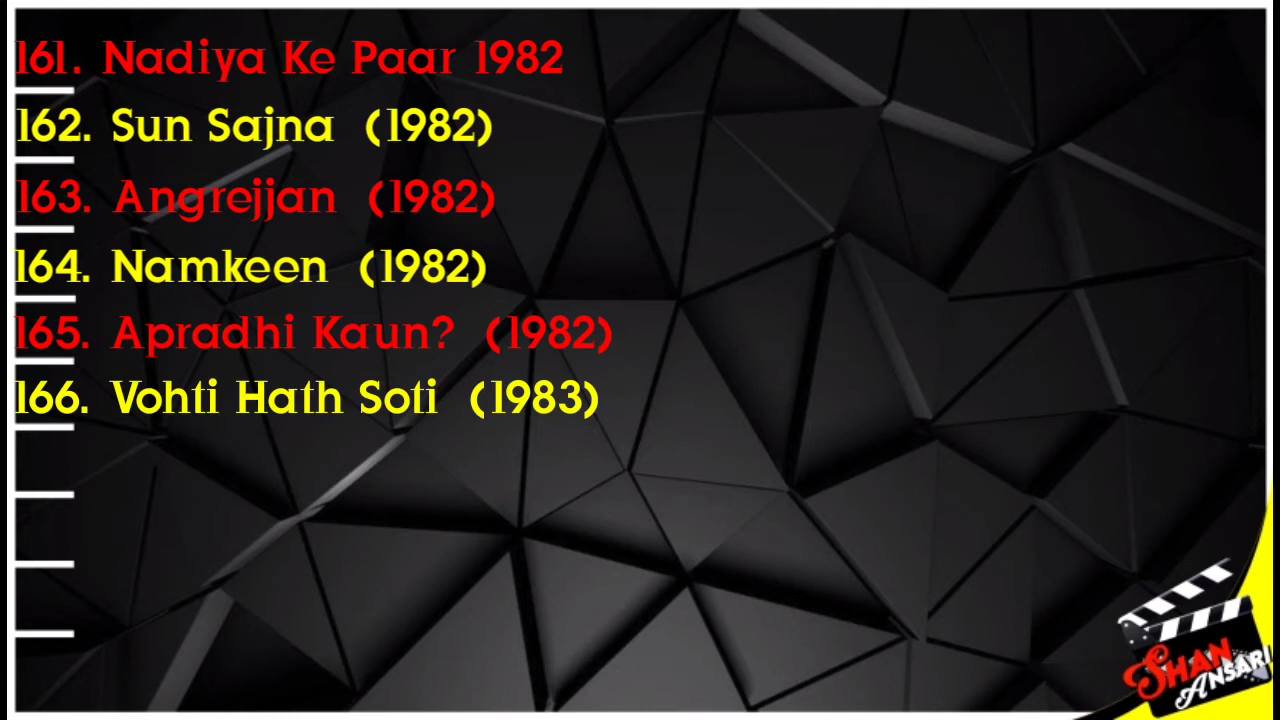 161. Nadiya Ke Paar 1982
162. Sun Sajna (1982)
163. Angrejjan (1982)
164. Namkeen (1982)
165. Apradhi Kaun? (1982)
166. Vohti Hath Soti (1983)
SHAN
ANSARI